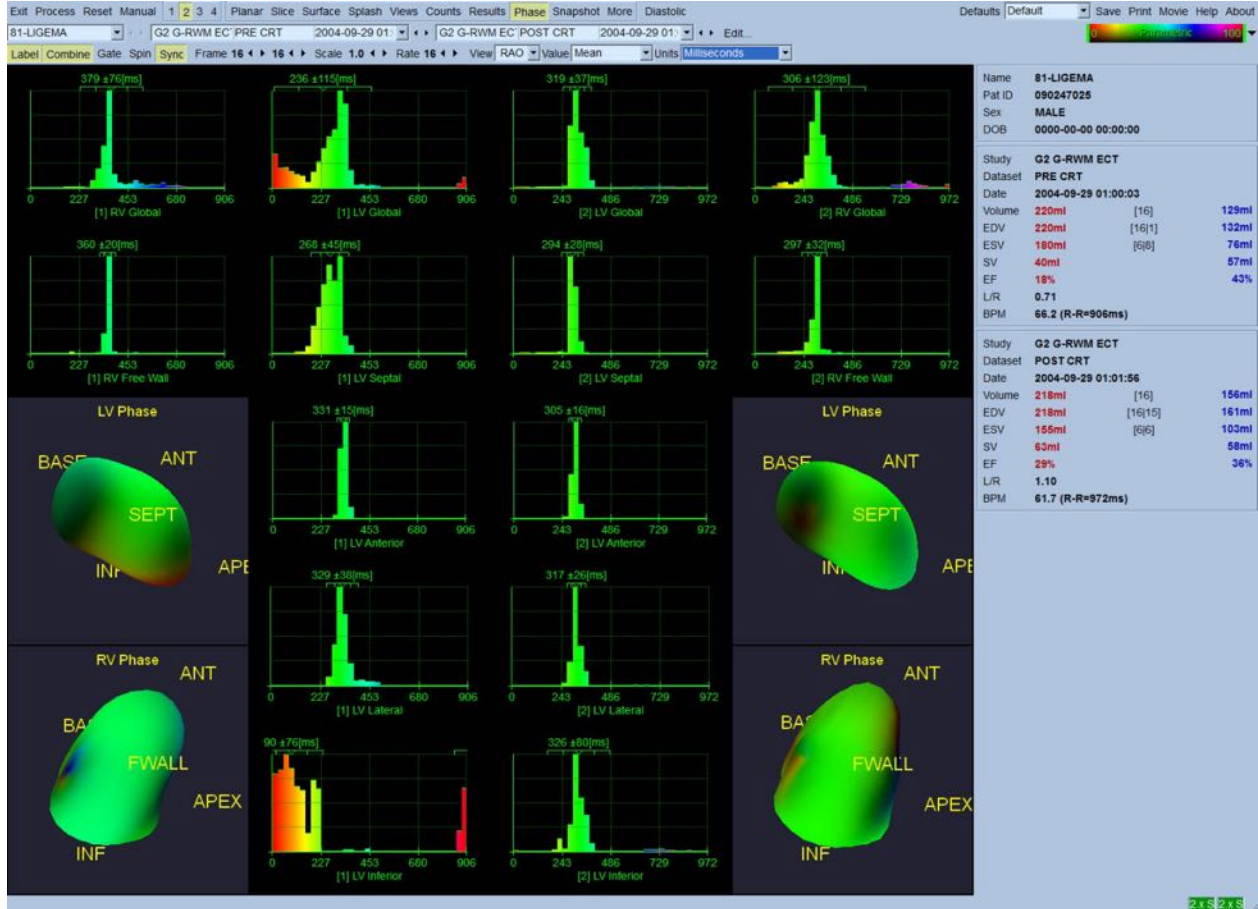 Exit Process Reset Manual 1 2 3 4 Planar Slice Surface Splash Views Counts Results Phase Snapshot More Diastolic Defaults Default Save Print Movie Help About
81-LIGEMA G2 G-RWM EC PRE CRT 2004-09-29 01: G2 G-RWM ECT POST CRT 2004-09-29 01: Edit... 0 Parametric 100
Label Combine Gate Spin Sync Frame 16 16 Scale 1.0 Rate 16 View RAO Value Mean Units Milliseconds
379 ±76[ms] 236 ±115[ms] 319 ±37[ms] 306 ±123[ms]
0 227 453 680 906 0 227 453 680 906 0 243 486 729 972 0 243 486 729 972
[1] RV Global [1] LV Global [2] LV Global [2] RV Global
360 ±20[ms] 268 ±45[ms] 294 ±28[ms] 297 ±32[ms]
0 227 453 680 906 0 227 453 680 906 0 243 486 729 972 0 243 486 729 972
[1] RV Free Wall [1] LV Septal [2] LV Septal [2] RV Free Wall
LV Phase
BASE ANT
SEPT
INF APE
331 ±15[ms] 305 ±16[ms]
0 227 453 680 906 0 243 486 729 972
[1] LV Anterior [2] LV Anterior
LV Phase
BASE ANT
SEPT
INF APE
329 ±38[ms] 317 ±26[ms]
0 227 453 680 906 0 243 486 729 972
[1] LV Lateral [2] LV Lateral
RV Phase
ANT
BA
FWALL
APEX
INF
90 ±76[ms] 326 ±80[ms]
0 227 453 680 906 0 243 486 729 972
[1] LV Inferior [2] LV Inferior
RV Phase
ANT
BAS
FWALL
APEX
INF
Name 81-LIGEMA
Pat ID 090247025
Sex MALE
DOB 0000-00-00 00:00:00
Study G2 G-RWM ECT
Dataset PRE CRT
Date 2004-09-29 01:00:03
Volume 220ml [16] 129ml
EDV 220ml [16|1] 132ml
ESV 180ml [6|8] 76ml
SV 40ml 57ml
EF 18% 43%
L/R 0.71
BPM 66.2 (R-R=906ms)
Study G2 G-RWM ECT
Dataset POST CRT
Date 2004-09-29 01:01:56
Volume 218ml [16] 156ml
EDV 218ml [16|15] 161ml
ESV 155ml [6|6] 103ml
SV 63ml 58ml
EF 29% 36%
L/R 1.10
BPM 61.7 (R-R=972ms)
2 x S 2 x S